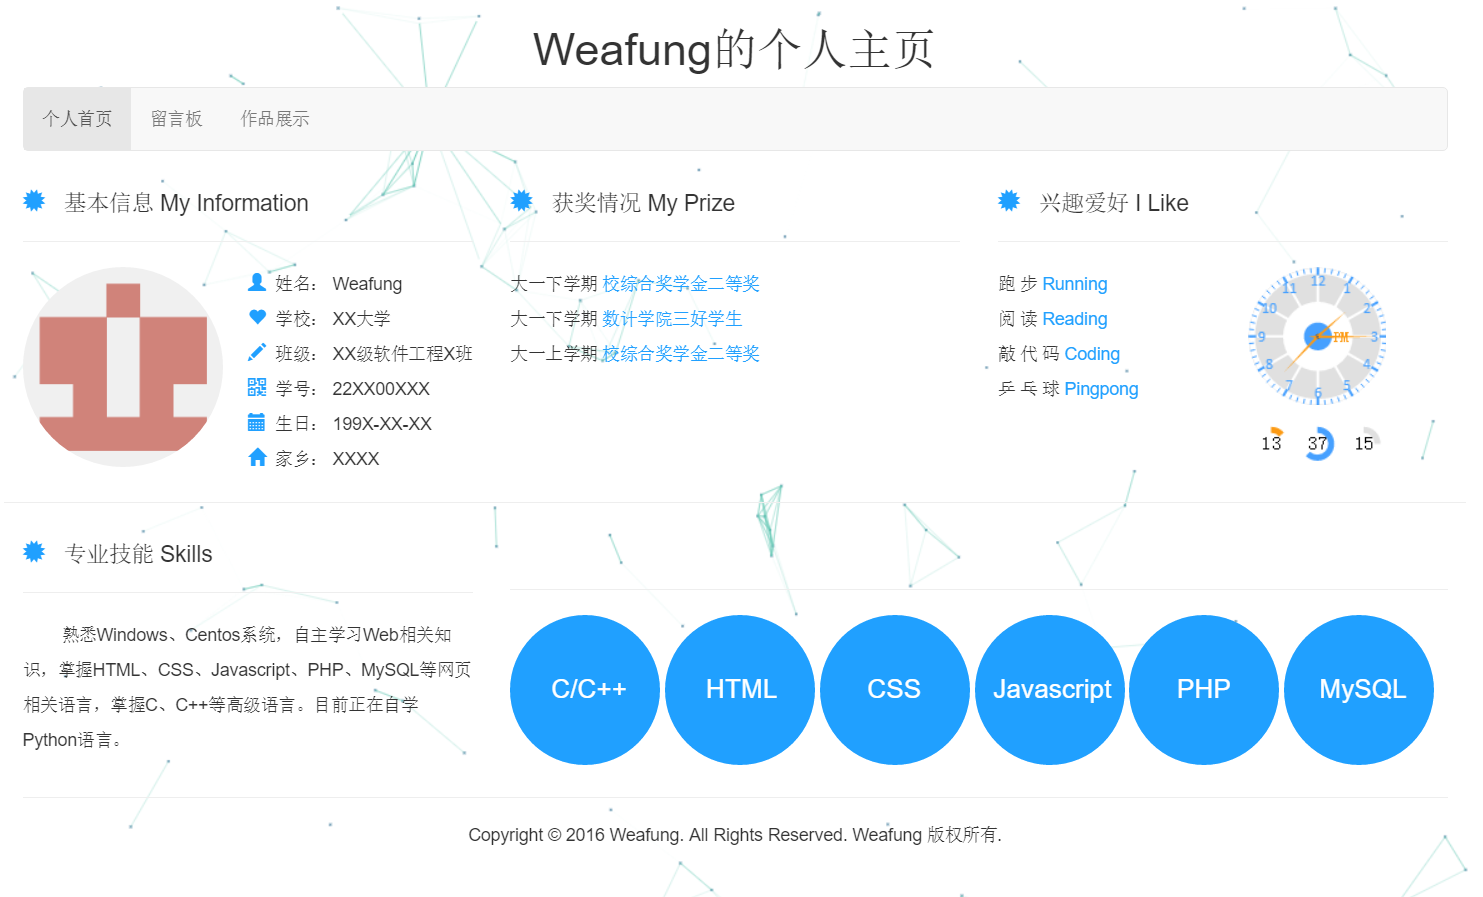 Weafung的个人主页
个人首页 留言板 作品展示
基本信息 My Information
姓名： Weafung
学校： XX大学
班级： XX级软件工程X班
学号： 22XX00XXX
生日： 199X-XX-XX
家乡： XXXX
获奖情况 My Prize
大一下学期 校综合奖学金二等奖
大一下学期 数计学院三好学生
大一上学期 校综合奖学金二等奖
兴趣爱好 I Like
跑 步 Running
阅 读 Reading
敲 代 码 Coding
乒 乓 球 Pingpong
12
1
2
3
4
5
6
7
8
9
10
11
PM
13 37 15
专业技能 Skills
熟悉Windows、Centos系统，自主学习Web相关知
识，掌握HTML、CSS、Javascript、PHP、MySQL等网页
相关语言，掌握C、C++等高级语言。目前正在自学
Python语言。
C/C++ HTML CSS Javascript PHP MySQL
Copyright © 2016 Weafung. All Rights Reserved. Weafung 版权所有.